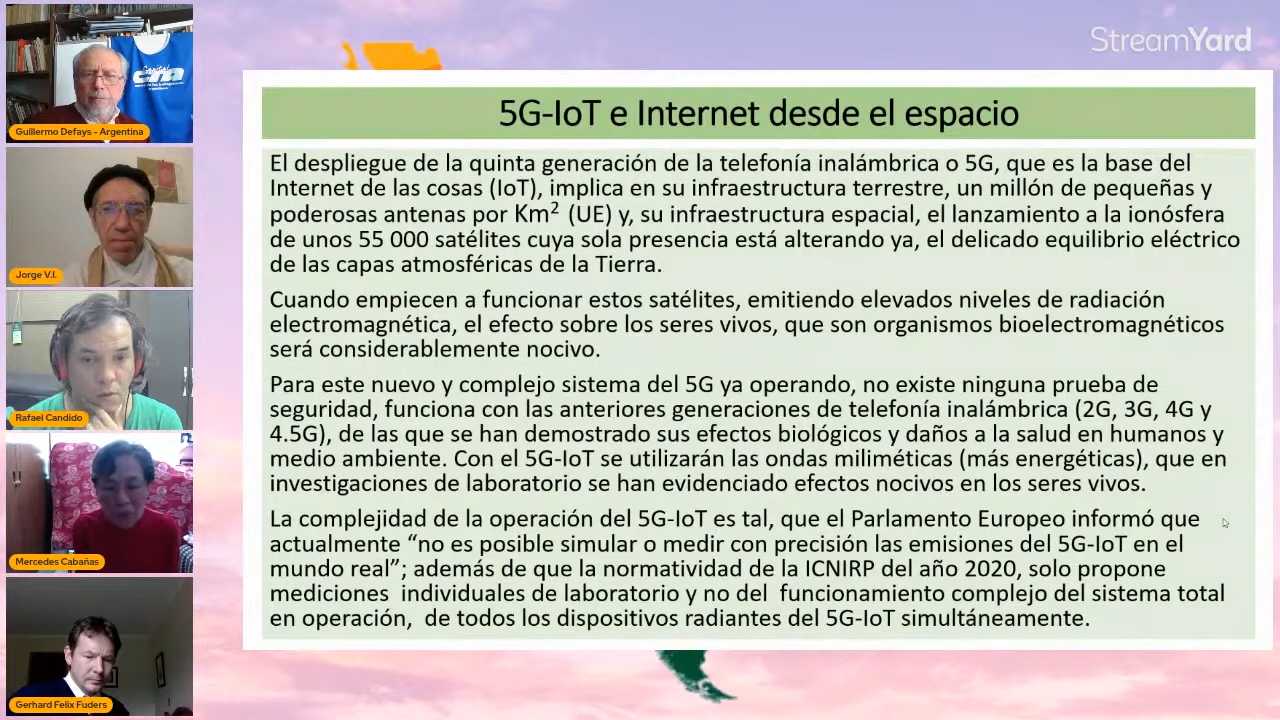 StreamYard
Capital
Guillermo Defays - Argentina
Jorge V.I.
Rafael Candido
Mercedes Cabañas
Gerhard Felix Fuders
5G-IoT e Internet desde el espacio
El despliegue de la quinta generación de la telefonía inalámbrica o 5G, que es la base del
Internet de las cosas (IoT), implica en su infraestructura terrestre, un millón de pequeñas y
poderosas antenas por Km² (UE) y, su infraestructura espacial, el lanzamiento a la ionósfera
de unos 55 000 satélites cuya sola presencia está alterando ya, el delicado equilibrio eléctrico
de las capas atmosféricas de la Tierra.
Cuando empiecen a funcionar estos satélites, emitiendo elevados niveles de radiación
electromagnética, el efecto sobre los seres vivos, que son organismos bioelectromagnéticos
será considerablemente nocivo.
Para este nuevo y complejo sistema del 5G ya operando, no existe ninguna prueba de
seguridad, funciona con las anteriores generaciones de telefonía inalámbrica (2G, 3G, 4G y
4.5G), de las que se han demostrado sus efectos biológicos y daños a la salud en humanos y
medio ambiente. Con el 5G-IoT se utilizarán las ondas miliméticas (más energéticas), que en
investigaciones de laboratorio se han evidenciado efectos nocivos en los seres vivos.
La complejidad de la operación del 5G-IoT es tal, que el Parlamento Europeo informó que
actualmente “no es posible simular o medir con precisión las emisiones del 5G-IoT en el
mundo real”; además de que la normatividad de la ICNIRP del año 2020, solo propone
mediciones individuales de laboratorio y no del funcionamiento complejo del sistema total
en operación, de todos los dispositivos radiantes del 5G-IoT simultáneamente.